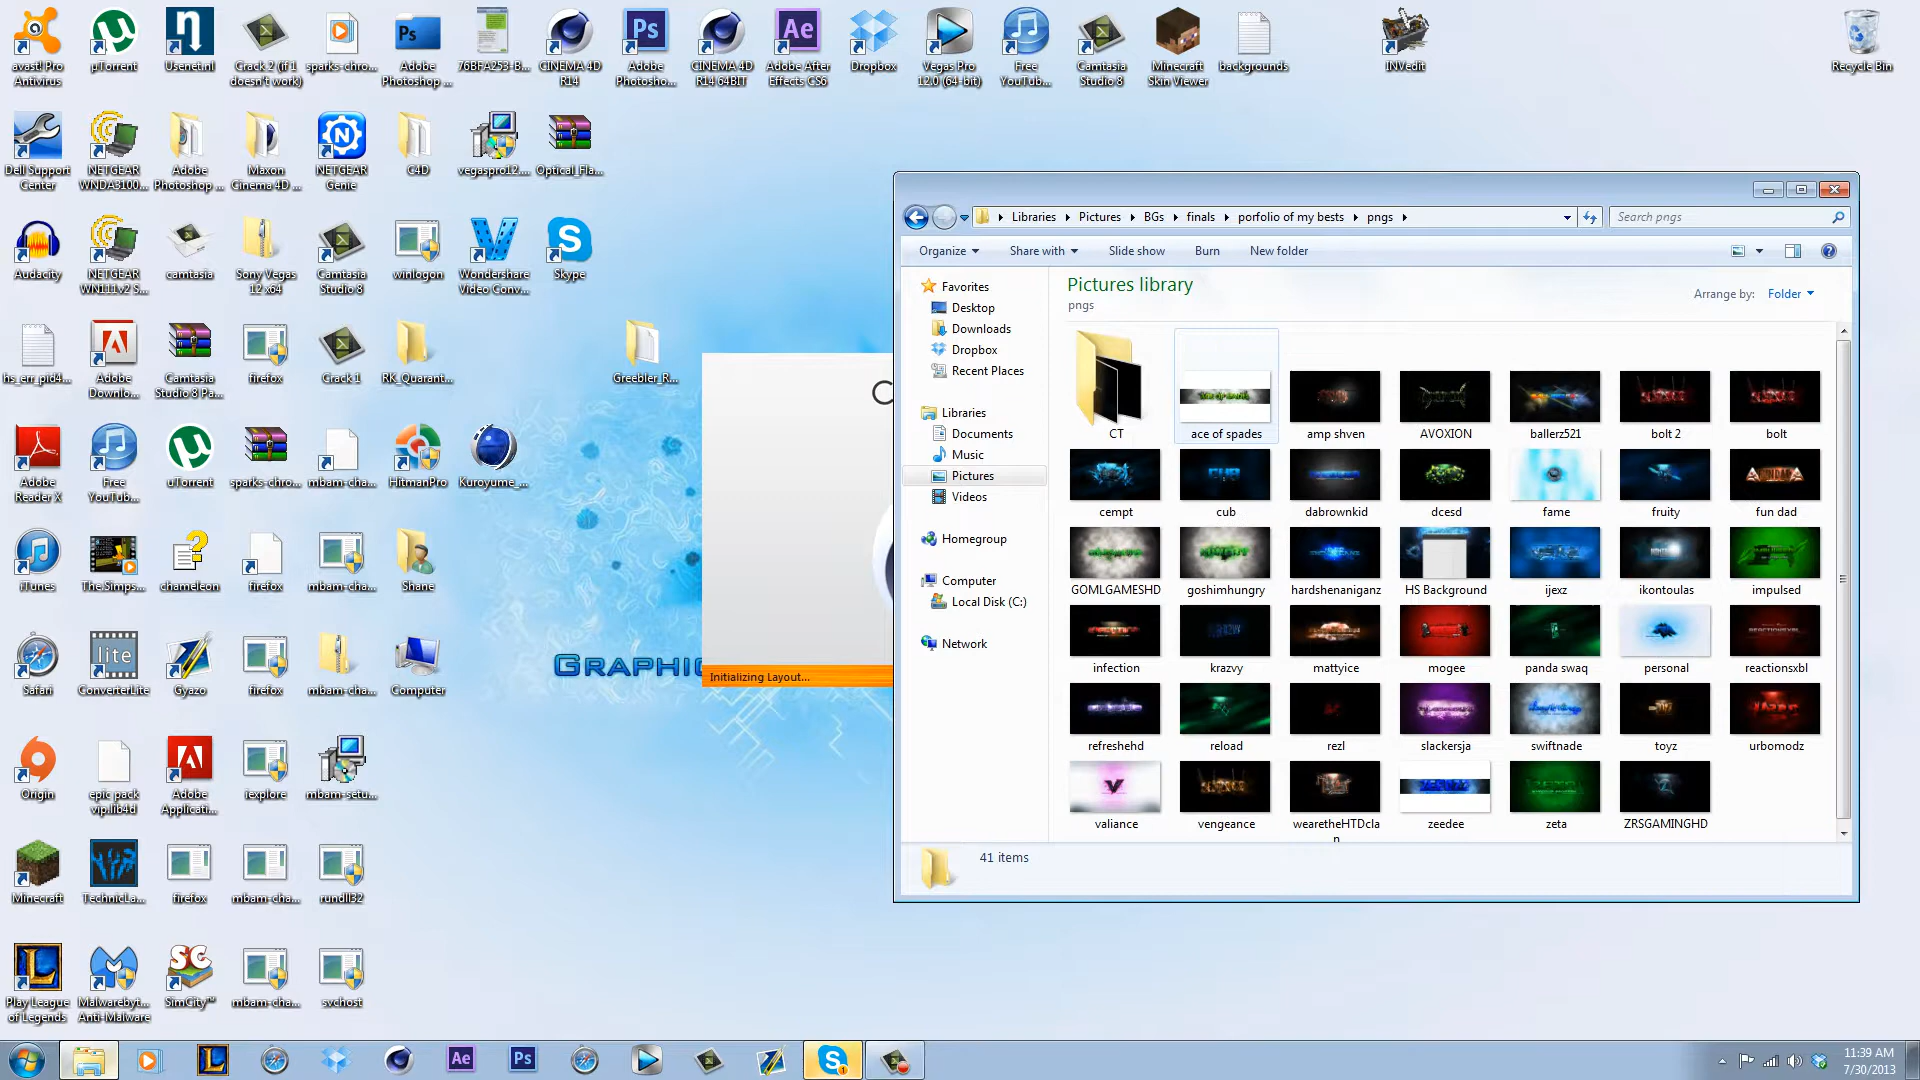 avast! Pro
Antivirus
µTorrent
Usenet.nl
Crack 2 (if 1
doesn't work)
sparks-chro...
Adobe
Photoshop ...
76BFA253-B...
CINEMA 4D
R14
Adobe
Photosho...
CINEMA 4D
R14 64BIT
Adobe After
Effects CS6
Dropbox
Vegas Pro
12.0 (64-bit)
Free
YouTub...
Camtasia
Studio 8
Minecraft
Skin Viewer
backgrounds
INVedit
Recycle Bin
Dell Support
Center
NETGEAR
WNDA3100...
Adobe
Photoshop ...
Maxon
Cinema 4D ...
NETGEAR
Genie
C4D
vegaspro12....
Optical_Fla...
Audacity
NETGEAR
WN111v2 S...
camtasia
Sony Vegas
12 x64
Camtasia
Studio 8
winlogon
Wondershare
Video Conv...
Skype
hs_err_pid4...
Adobe
Downlo...
Camtasia
Studio 8 Pa...
firefox
Crack 1
RK_Quarant...
Greebler_R...
Adobe
Reader X
Free
YouTub...
uTorrent
sparks-chro...
mbam-cha...
HitmanPro
Kuroyume_...
iTunes
The Simps...
chameleon
firefox
mbam-cha...
Shane
Safari
lite
ConverterLite
Gyazo
firefox
mbam-cha...
Computer
Origin
epic pack
vip.lib4d
Adobe
Applicati...
iexplore
mbam-setu...
Minecraft
TechnicLa...
firefox
mbam-cha...
rundll32
Play League
of Legends
Malwarebyt...
Anti-Malware
SimCity™
mbam-cha...
svchost
GRAPHIC
Initializing Layout...
Libraries
Pictures
BGs
finals
porfolio of my bests
pngs
Search pngs
Organize
Share with
Slide show
Burn
New folder
Favorites
Desktop
Downloads
Dropbox
Recent Places
Libraries
Documents
Music
Pictures
Videos
Homegroup
Computer
Local Disk (C:)
Network
Pictures library
pngs
Arrange by: Folder
CT
ace of spades
amp shven
AVOXION
ballerz521
bolt 2
bolt
cempt
cub
dabrownkid
dcesd
fame
fruity
fun dad
GOMLGAMESHD
goshimhungry
hardshenaniganz
HS Background
ijexz
ikontoulas
impulsed
infection
krazvy
mattyice
mogee
panda swaq
personal
reactionsxbl
refreshehd
reload
rezl
slackersja
swiftnade
toyz
urbomodz
valiance
vengeance
wearetheHTDcla
n
zeedee
zeta
ZRSGAMINGHD
41 items
11:39 AM
7/30/2013